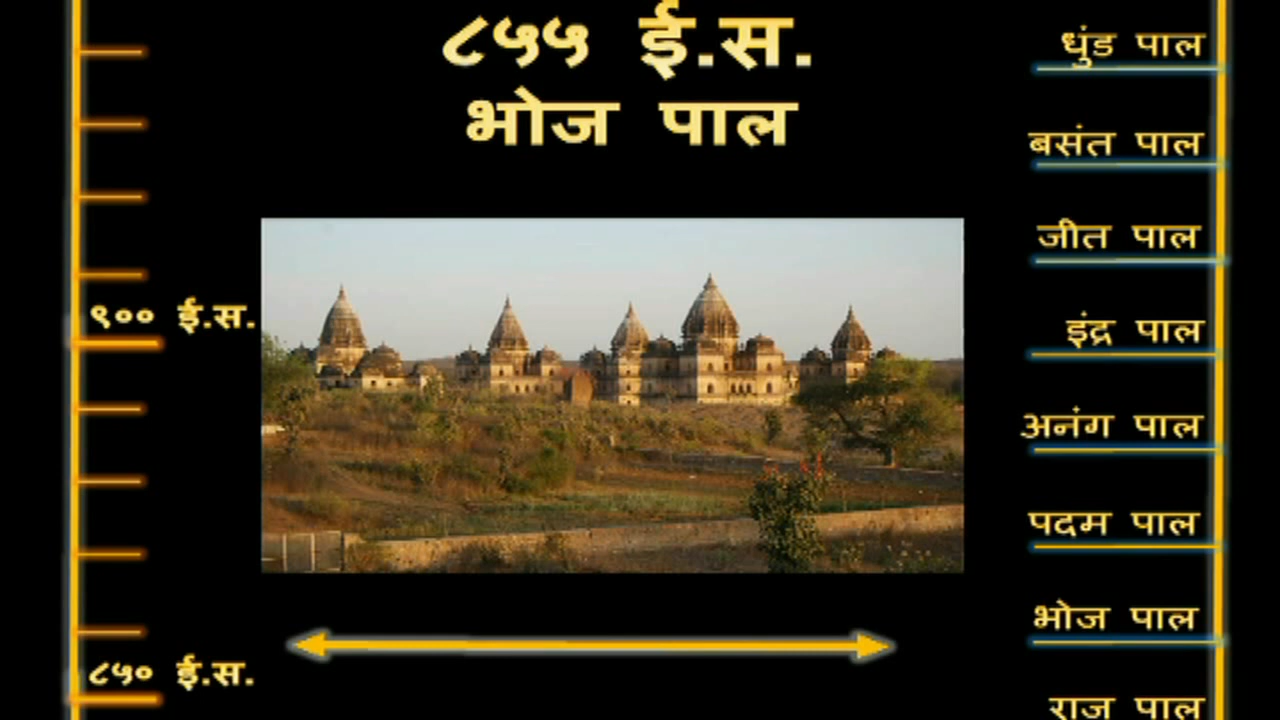 ८५५ ई.स.
भोज पाल
९०० ई.स.
८५० ई.स.
धुंड पाल
बसंत पाल
जीत पाल
इंद्र पाल
अनंग पाल
पदम पाल
भोज पाल
राज पाल